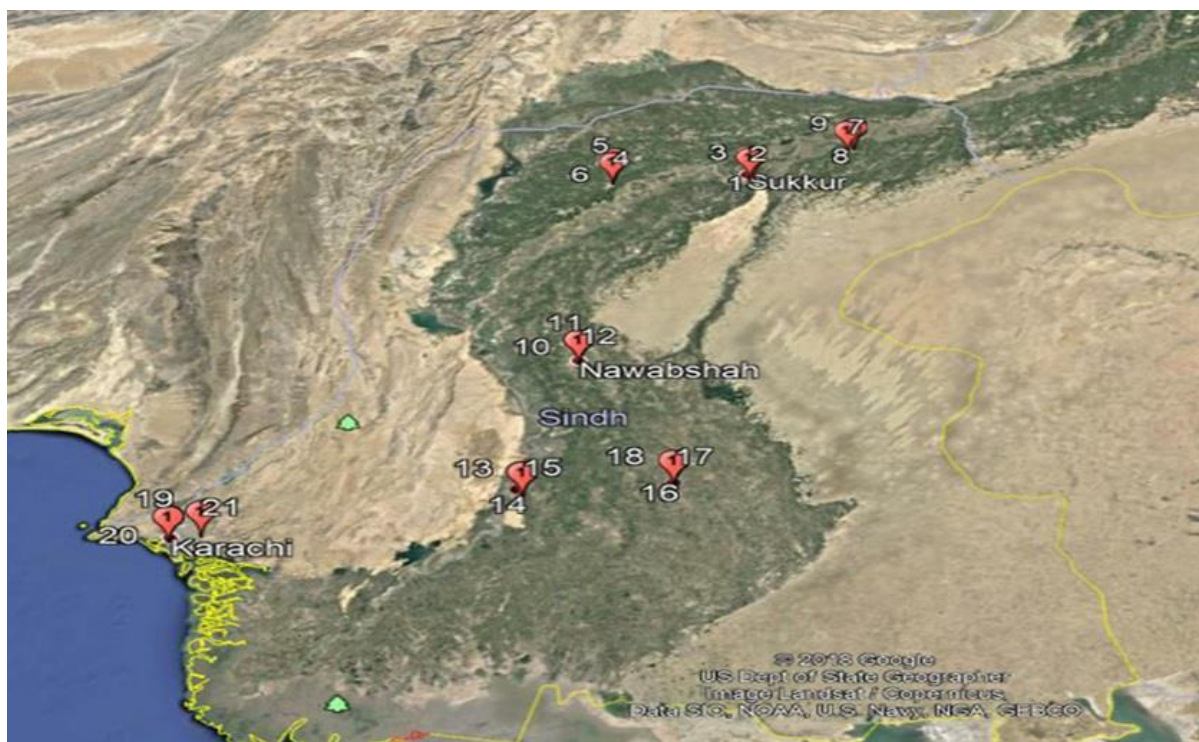 9 7
5
3 2
4
8
6
1 Sukkur
11
12
10
Nawabshah
Sindh
18 17
13 15
16
14
19
21
20
Karachi
© 2018 Google
US Dept of State Geographer
Image Landsat / Copernicus
Data SIO, NOAA, U.S. Navy, NGA, GEBCO